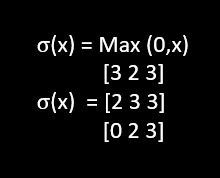 σ(x) = Max (0,x)
[3 2 3]
σ(x) = [2 3 3]
[0 2 3]